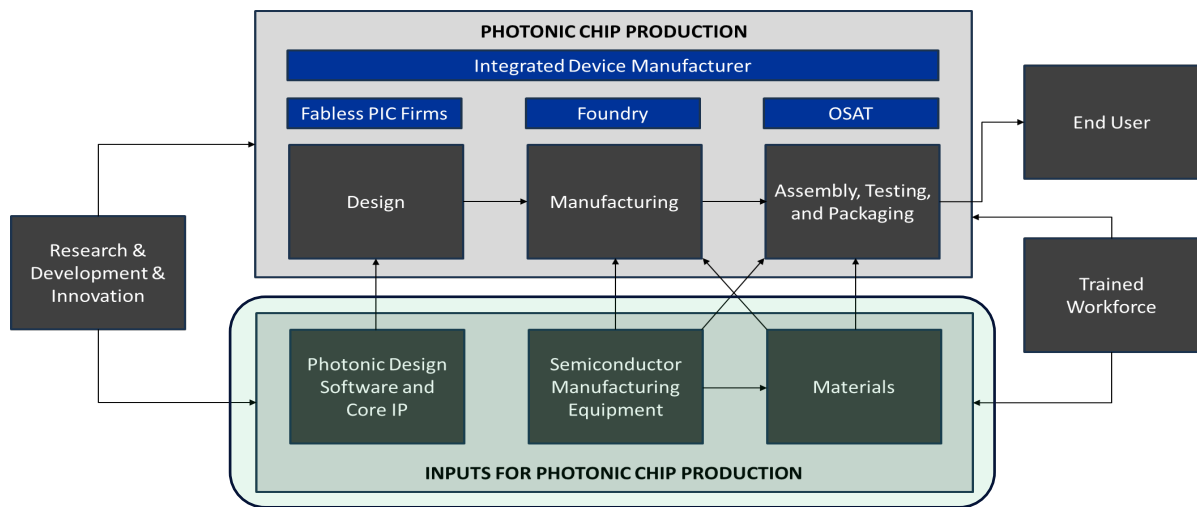 PHOTONIC CHIP PRODUCTION
Integrated Device Manufacturer
Fabless PIC Firms
Foundry
OSAT
Design
Manufacturing
Assembly, Testing,
and Packaging
End User
Research &
Development &
Innovation
Trained
Workforce
Photonic Design
Software and
Core IP
Semiconductor
Manufacturing
Equipment
Materials
INPUTS FOR PHOTONIC CHIP PRODUCTION